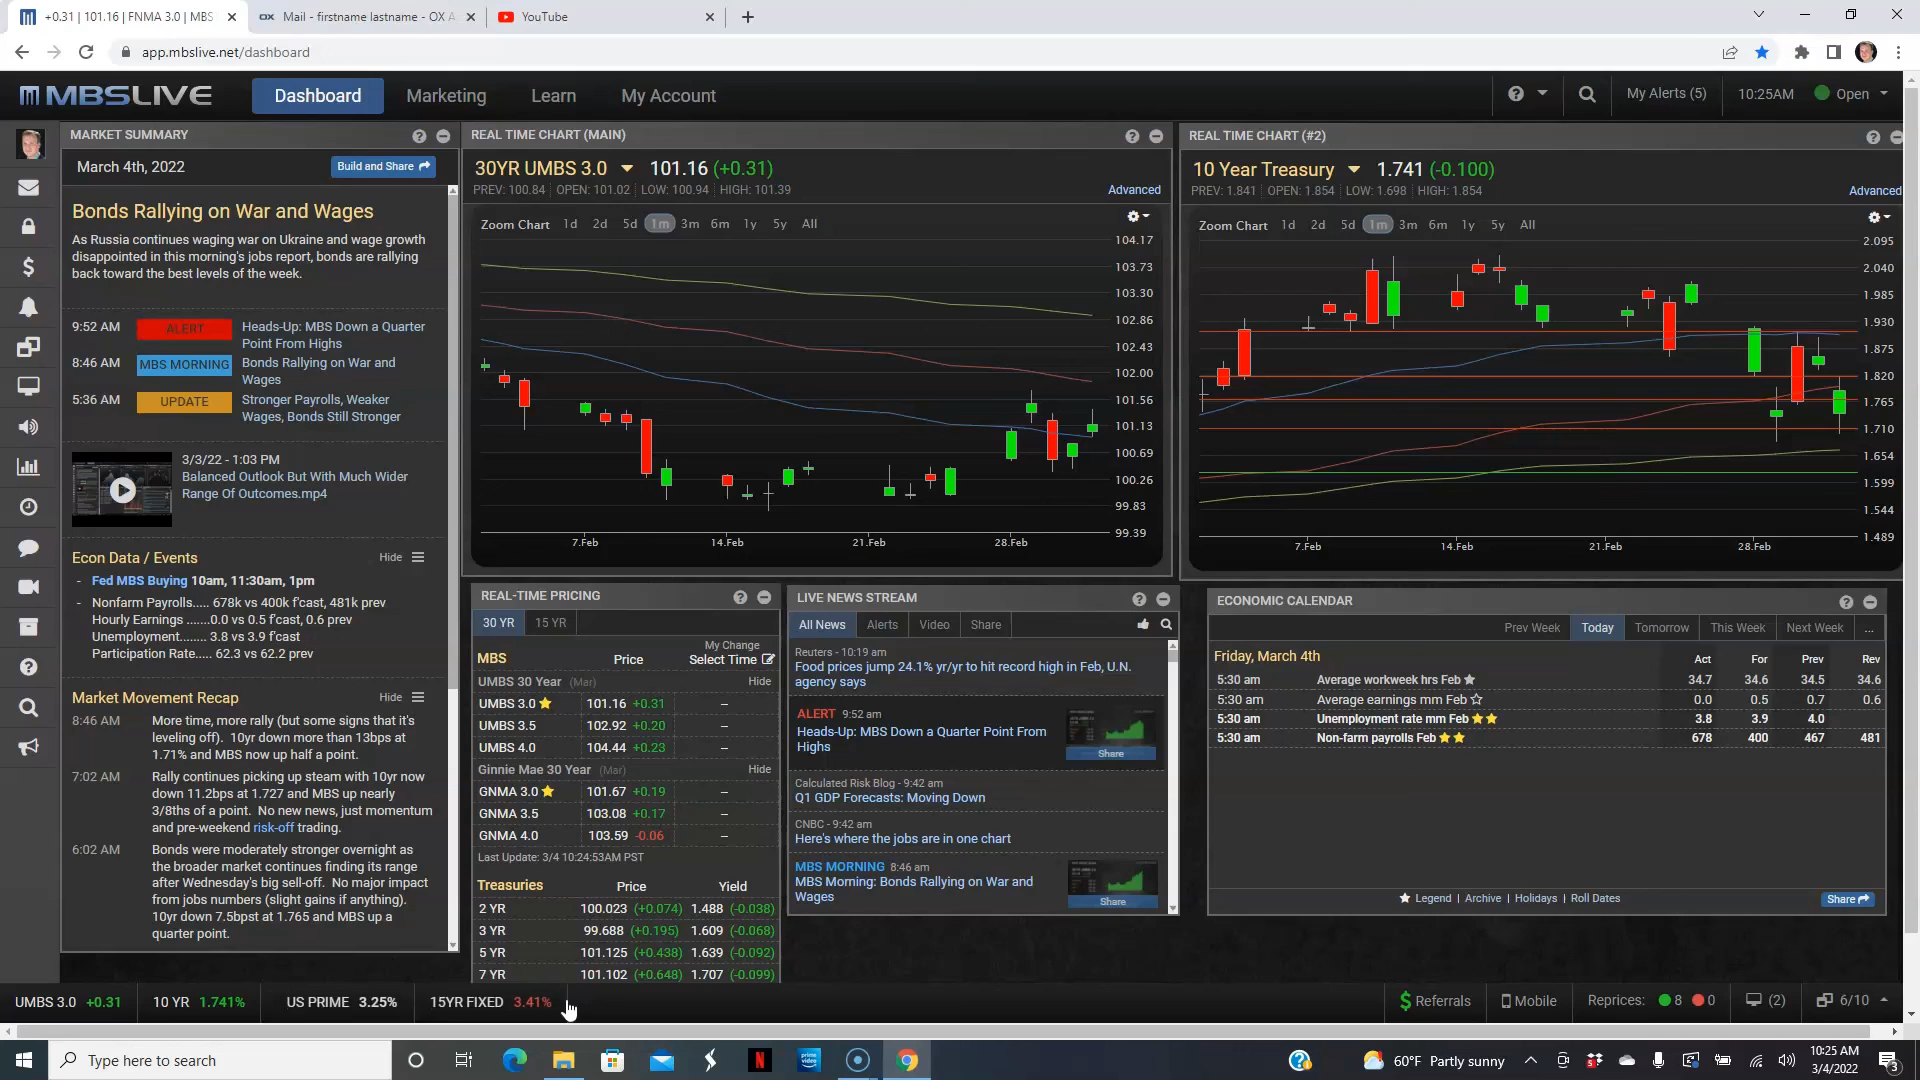 +0.31 | 101.16 | FNMA 3.0 | MBS
Mail - firstname lastname - OX A
YouTube
app.mbslive.net/dashboard
MBSLIVE
Dashboard
Marketing
Learn
My Account
My Alerts (5)
10:25AM
Open
MARKET SUMMARY
March 4th, 2022
Build and Share
Bonds Rallying on War and Wages
As Russia continues waging war on Ukraine and wage growth
disappointed in this morning's jobs report, bonds are rallying
back toward the best levels of the week.
9:52 AM ALERT Heads-Up: MBS Down a Quarter
Point From Highs
8:46 AM MBS MORNING Bonds Rallying on War and
Wages
5:36 AM UPDATE Stronger Payrolls, Weaker
Wages, Bonds Still Stronger
3/3/22 - 1:03 PM
Balanced Outlook But With Much Wider
Range Of Outcomes.mp4
Econ Data / Events Hide
- Fed MBS Buying 10am, 11:30am, 1pm
- Nonfarm Payrolls..... 678k vs 400k f'cast, 481k prev
Hourly Earnings .......0.0 vs 0.5 f'cast, 0.6 prev
Unemployment........ 3.8 vs 3.9 f'cast
Participation Rate..... 62.3 vs 62.2 prev
Market Movement Recap Hide
8:46 AM More time, more rally (but some signs that it's
leveling off). 10yr down more than 13bps at
1.71% and MBS now up half a point.
7:02 AM Rally continues picking up steam with 10yr now
down 11.2bps at 1.727 and MBS up nearly
3/8ths of a point. No new news, just momentum
and pre-weekend risk-off trading.
6:02 AM Bonds were moderately stronger overnight as
the broader market continues finding its range
after Wednesday's big sell-off. No major impact
from jobs numbers (slight gains if anything).
10yr down 7.5bpst at 1.765 and MBS up a
quarter point.
REAL TIME CHART (MAIN)
30YR UMBS 3.0 101.16 (+0.31)
PREV: 100.84 OPEN: 101.02 LOW: 100.94 HIGH: 101.39
Advanced
Zoom Chart 1d 2d 5d 1m 3m 6m 1y 5y All
104.17
103.73
103.30
102.86
102.43
102.00
101.56
101.13
100.69
100.26
99.83
99.39
7.Feb 14.Feb 21.Feb 28.Feb
REAL TIME CHART (#2)
10 Year Treasury 1.741 (-0.100)
PREV: 1.841 OPEN: 1.854 LOW: 1.698 HIGH: 1.854
Advanced
Zoom Chart 1d 2d 5d 1m 3m 6m 1y 5y All
2.095
2.040
1.985
1.930
1.875
1.820
1.765
1.710
1.654
1.599
1.544
1.489
7.Feb 14.Feb 21.Feb 28.Feb
REAL-TIME PRICING
30 YR 15 YR
My Change
MBS Price Select Time
UMBS 30 Year (Mar) Hide
UMBS 3.0 101.16 +0.31 --
UMBS 3.5 102.92 +0.20 --
UMBS 4.0 104.44 +0.23 --
Ginnie Mae 30 Year (Mar) Hide
GNMA 3.0 101.67 +0.19 --
GNMA 3.5 103.08 +0.17 --
GNMA 4.0 103.59 -0.06 --
Last Update: 3/4 10:24:53AM PST
Treasuries Price Yield
2 YR 100.023 (+0.074) 1.488 (-0.038)
3 YR 99.688 (+0.195) 1.609 (-0.068)
5 YR 101.125 (+0.438) 1.639 (-0.092)
7 YR 101.102 (+0.648) 1.707 (-0.099)
LIVE NEWS STREAM
All News Alerts Video Share
Reuters - 10:19 am
Food prices jump 24.1% yr/yr to hit record high in Feb, U.N.
agency says
ALERT 9:52 am
Heads-Up: MBS Down a Quarter Point From
Highs
Share
Calculated Risk Blog - 9:42 am
Q1 GDP Forecasts: Moving Down
CNBC - 9:42 am
Here's where the jobs are in one chart
MBS MORNING 8:46 am
MBS Morning: Bonds Rallying on War and
Wages
Share
ECONOMIC CALENDAR
Prev Week Today Tomorrow This Week Next Week ...
Friday, March 4th Act For Prev Rev
5:30 am Average workweek hrs Feb 34.7 34.6 34.5 34.6
5:30 am Average earnings mm Feb 0.0 0.5 0.7 0.6
5:30 am Unemployment rate mm Feb 3.8 3.9 4.0
5:30 am Non-farm payrolls Feb 678 400 467 481
Legend | Archive | Holidays | Roll Dates
Share
UMBS 3.0 +0.31
10 YR 1.741%
US PRIME 3.25%
15YR FIXED 3.41%
Referrals
Mobile
Reprices: 8 0
(2)
6/10
Type here to search
60°F Partly sunny
10:25 AM
3/4/2022
3